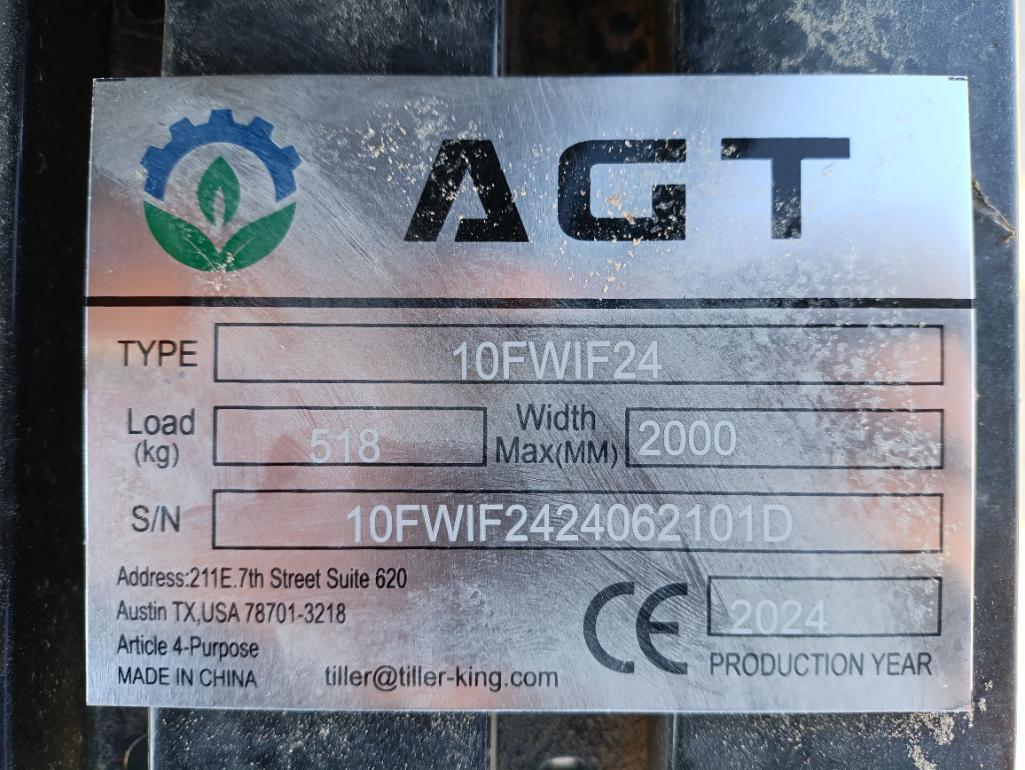 AGT
TYPE 10FWIF24
Load (kg) 518 Width Max(MM) 2000
S/N 10FWIF2424062101D
Address:211E.7th Street Suite 620
Austin TX,USA 78701-3218
Article 4-Purpose
MADE IN CHINA
tiller@tiller-king.com
CE
2024
PRODUCTION YEAR